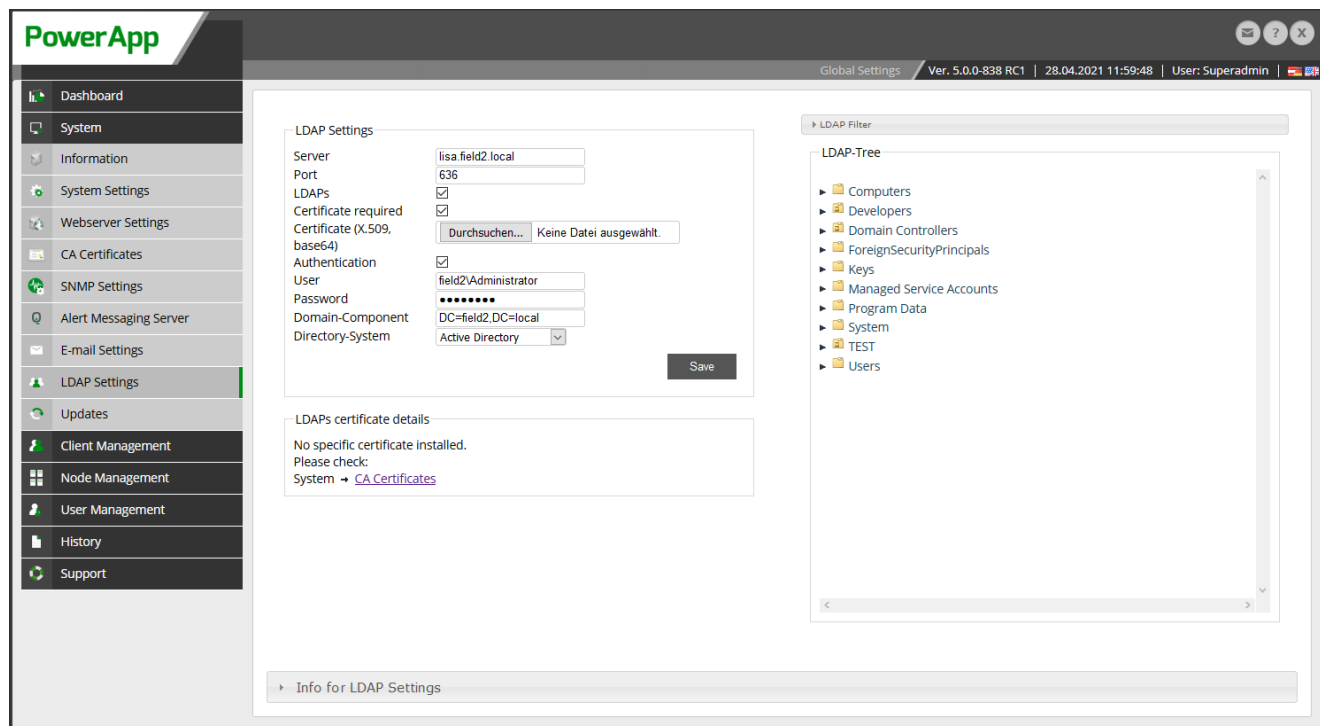 PowerApp
Global Settings
Ver. 5.0.0-838 RC1 | 28.04.2021 11:59:48 | User: Superadmin |
Dashboard
System
Information
System Settings
Webserver Settings
CA Certificates
SNMP Settings
Alert Messaging Server
E-mail Settings
LDAP Settings
Updates
Client Management
Node Management
User Management
History
Support
LDAP Settings
Server lisa.field2.local
Port 636
LDAPs
Certificate required
Certificate (X.509, base64) Durchsuchen... Keine Datei ausgewählt.
Authentication
User field2\Administrator
Password ●●●●●●●●
Domain-Component DC=field2,DC=local
Directory-System Active Directory
Save
LDAPs certificate details
No specific certificate installed.
Please check:
System → CA Certificates
LDAP Filter
LDAP-Tree
Computers
Developers
Domain Controllers
ForeignSecurityPrincipals
Keys
Managed Service Accounts
Program Data
System
TEST
Users
Info for LDAP Settings